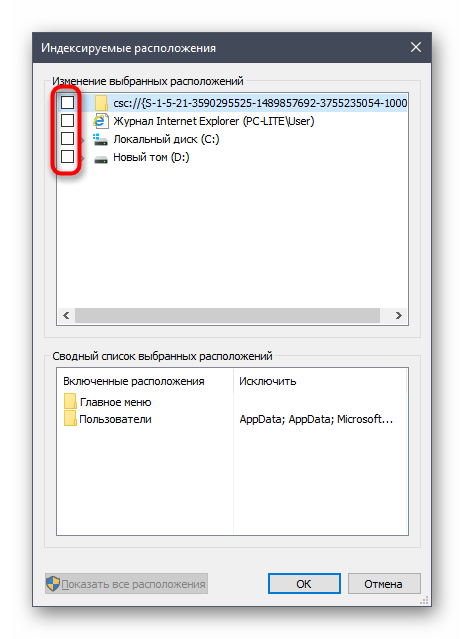 Индексируемые расположения
Изменение выбранных расположений
csc://{S-1-5-21-3590295525-1489857692-3755235054-1000
Журнал Internet Explorer (PC-LITE\User)
Локальный диск (C:)
Новый том (D:)
Сводный список выбранных расположений
Включенные расположения Исключить
Главное меню
Пользователи AppData; AppData; Microsoft...
Показать все расположения ОК Отмена